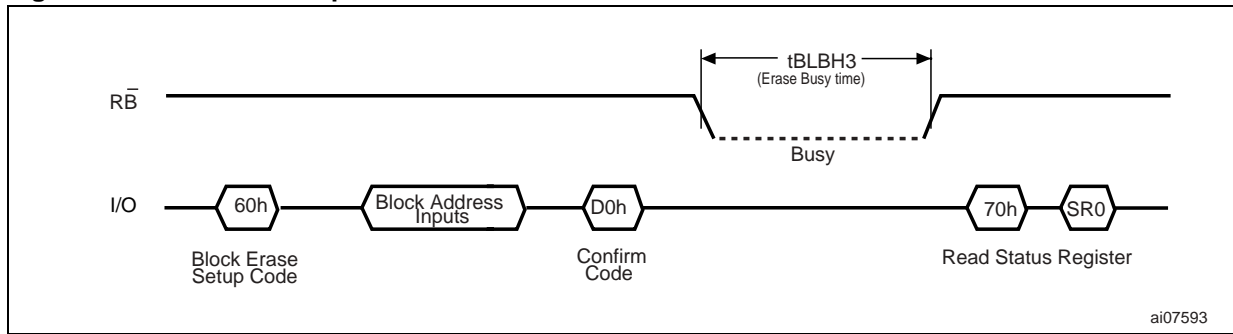 tBLBH3
(Erase Busy time)
RB̅
Busy
I/O
60h
Block Address
Inputs
D0h
70h
SR0
Block Erase
Setup Code
Confirm
Code
Read Status Register
ai07593